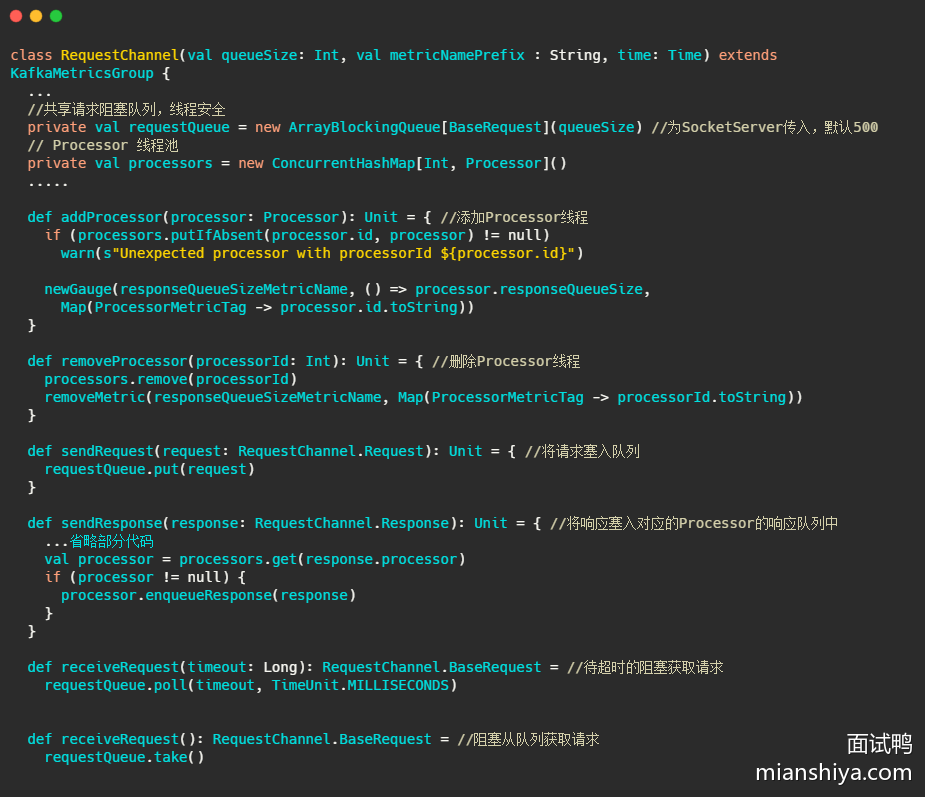 class RequestChannel(val queueSize: Int, val metricNamePrefix : String, time: Time) extends
KafkaMetricsGroup {
  ...
  //共享请求阻塞队列，线程安全
  private val requestQueue = new ArrayBlockingQueue[BaseRequest](queueSize) //为SocketServer传入，默认500
  // Processor 线程池
  private val processors = new ConcurrentHashMap[Int, Processor]()
  .....
  def addProcessor(processor: Processor): Unit = { //添加Processor线程
    if (processors.putIfAbsent(processor.id, processor) != null)
      warn(s"Unexpected processor with processorId ${processor.id}")
    newGauge(responseQueueSizeMetricName, () => processor.responseQueueSize,
      Map(ProcessorMetricTag -> processor.id.toString))
  }
  def removeProcessor(processorId: Int): Unit = { //删除Processor线程
    processors.remove(processorId)
    removeMetric(responseQueueSizeMetricName, Map(ProcessorMetricTag -> processorId.toString))
  }
  def sendRequest(request: RequestChannel.Request): Unit = { //将请求塞入队列
    requestQueue.put(request)
  }
  def sendResponse(response: RequestChannel.Response): Unit = { //将响应塞入对应的Processor的响应队列中
    ...省略部分代码
    val processor = processors.get(response.processor)
    if (processor != null) {
      processor.enqueueResponse(response)
    }
  }
  def receiveRequest(timeout: Long): RequestChannel.BaseRequest = //待超时的阻塞获取请求
    requestQueue.poll(timeout, TimeUnit.MILLISECONDS)
  def receiveRequest(): RequestChannel.BaseRequest = //阻塞从队列获取请求
    requestQueue.take()
面试鸭
mianshiya.com